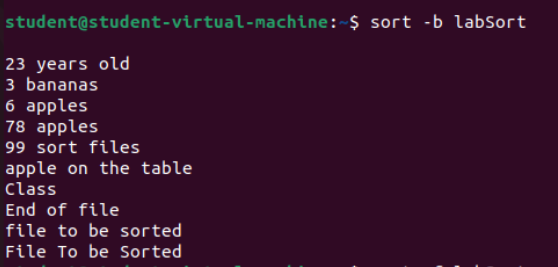 student@student-virtual-machine:~$ sort -b labSort

23 years old
3 bananas
6 apples
78 apples
99 sort files
apple on the table
Class
End of file
file to be sorted
File To be Sorted